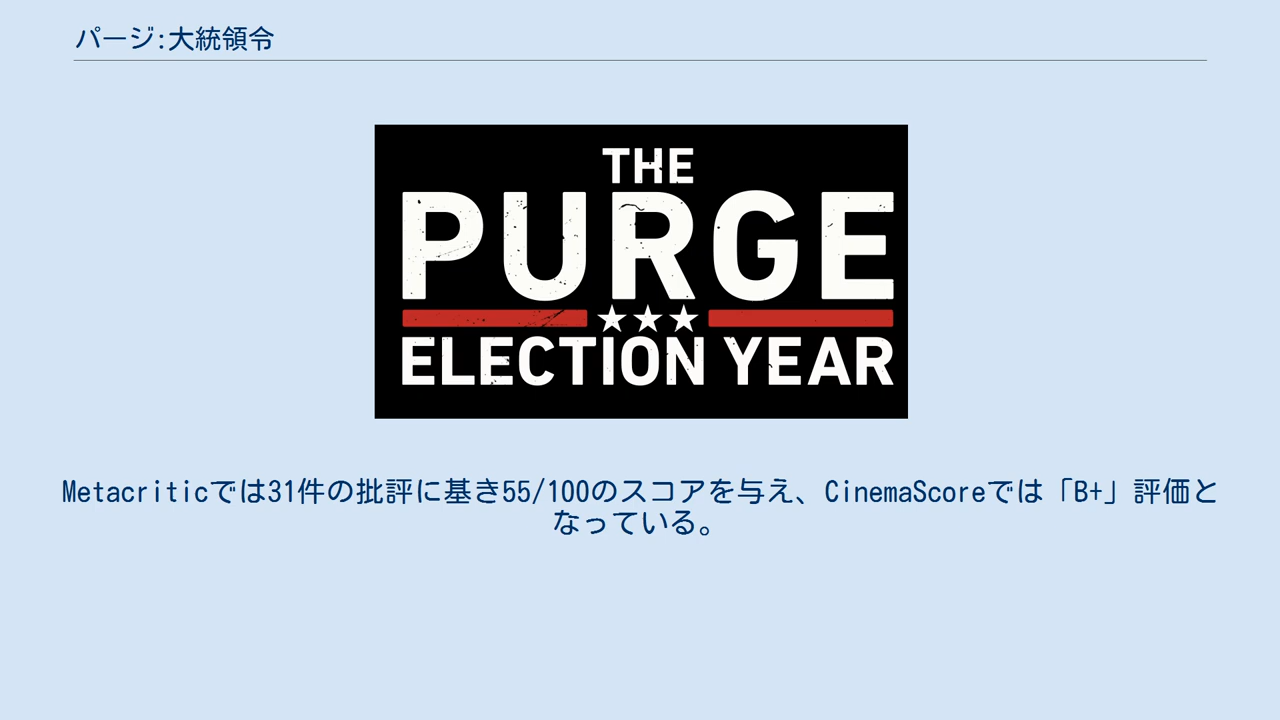 パージ:大統領令
THE
PURGE
ELECTION YEAR
Metacriticでは31件の批評に基き55/100のスコアを与え、CinemaScoreでは「B+」評価と
なっている。